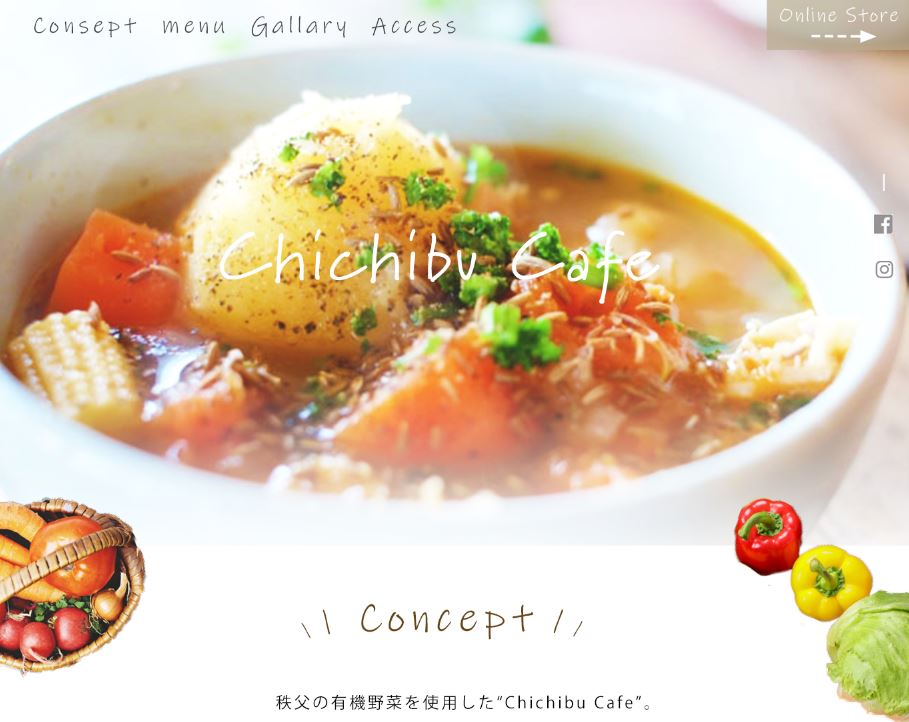 Consept menu Gallary Access
Online Store
Chichibu Cafe
\\ Concept //
秩父の有機野菜を使用した“Chichibu Cafe”。